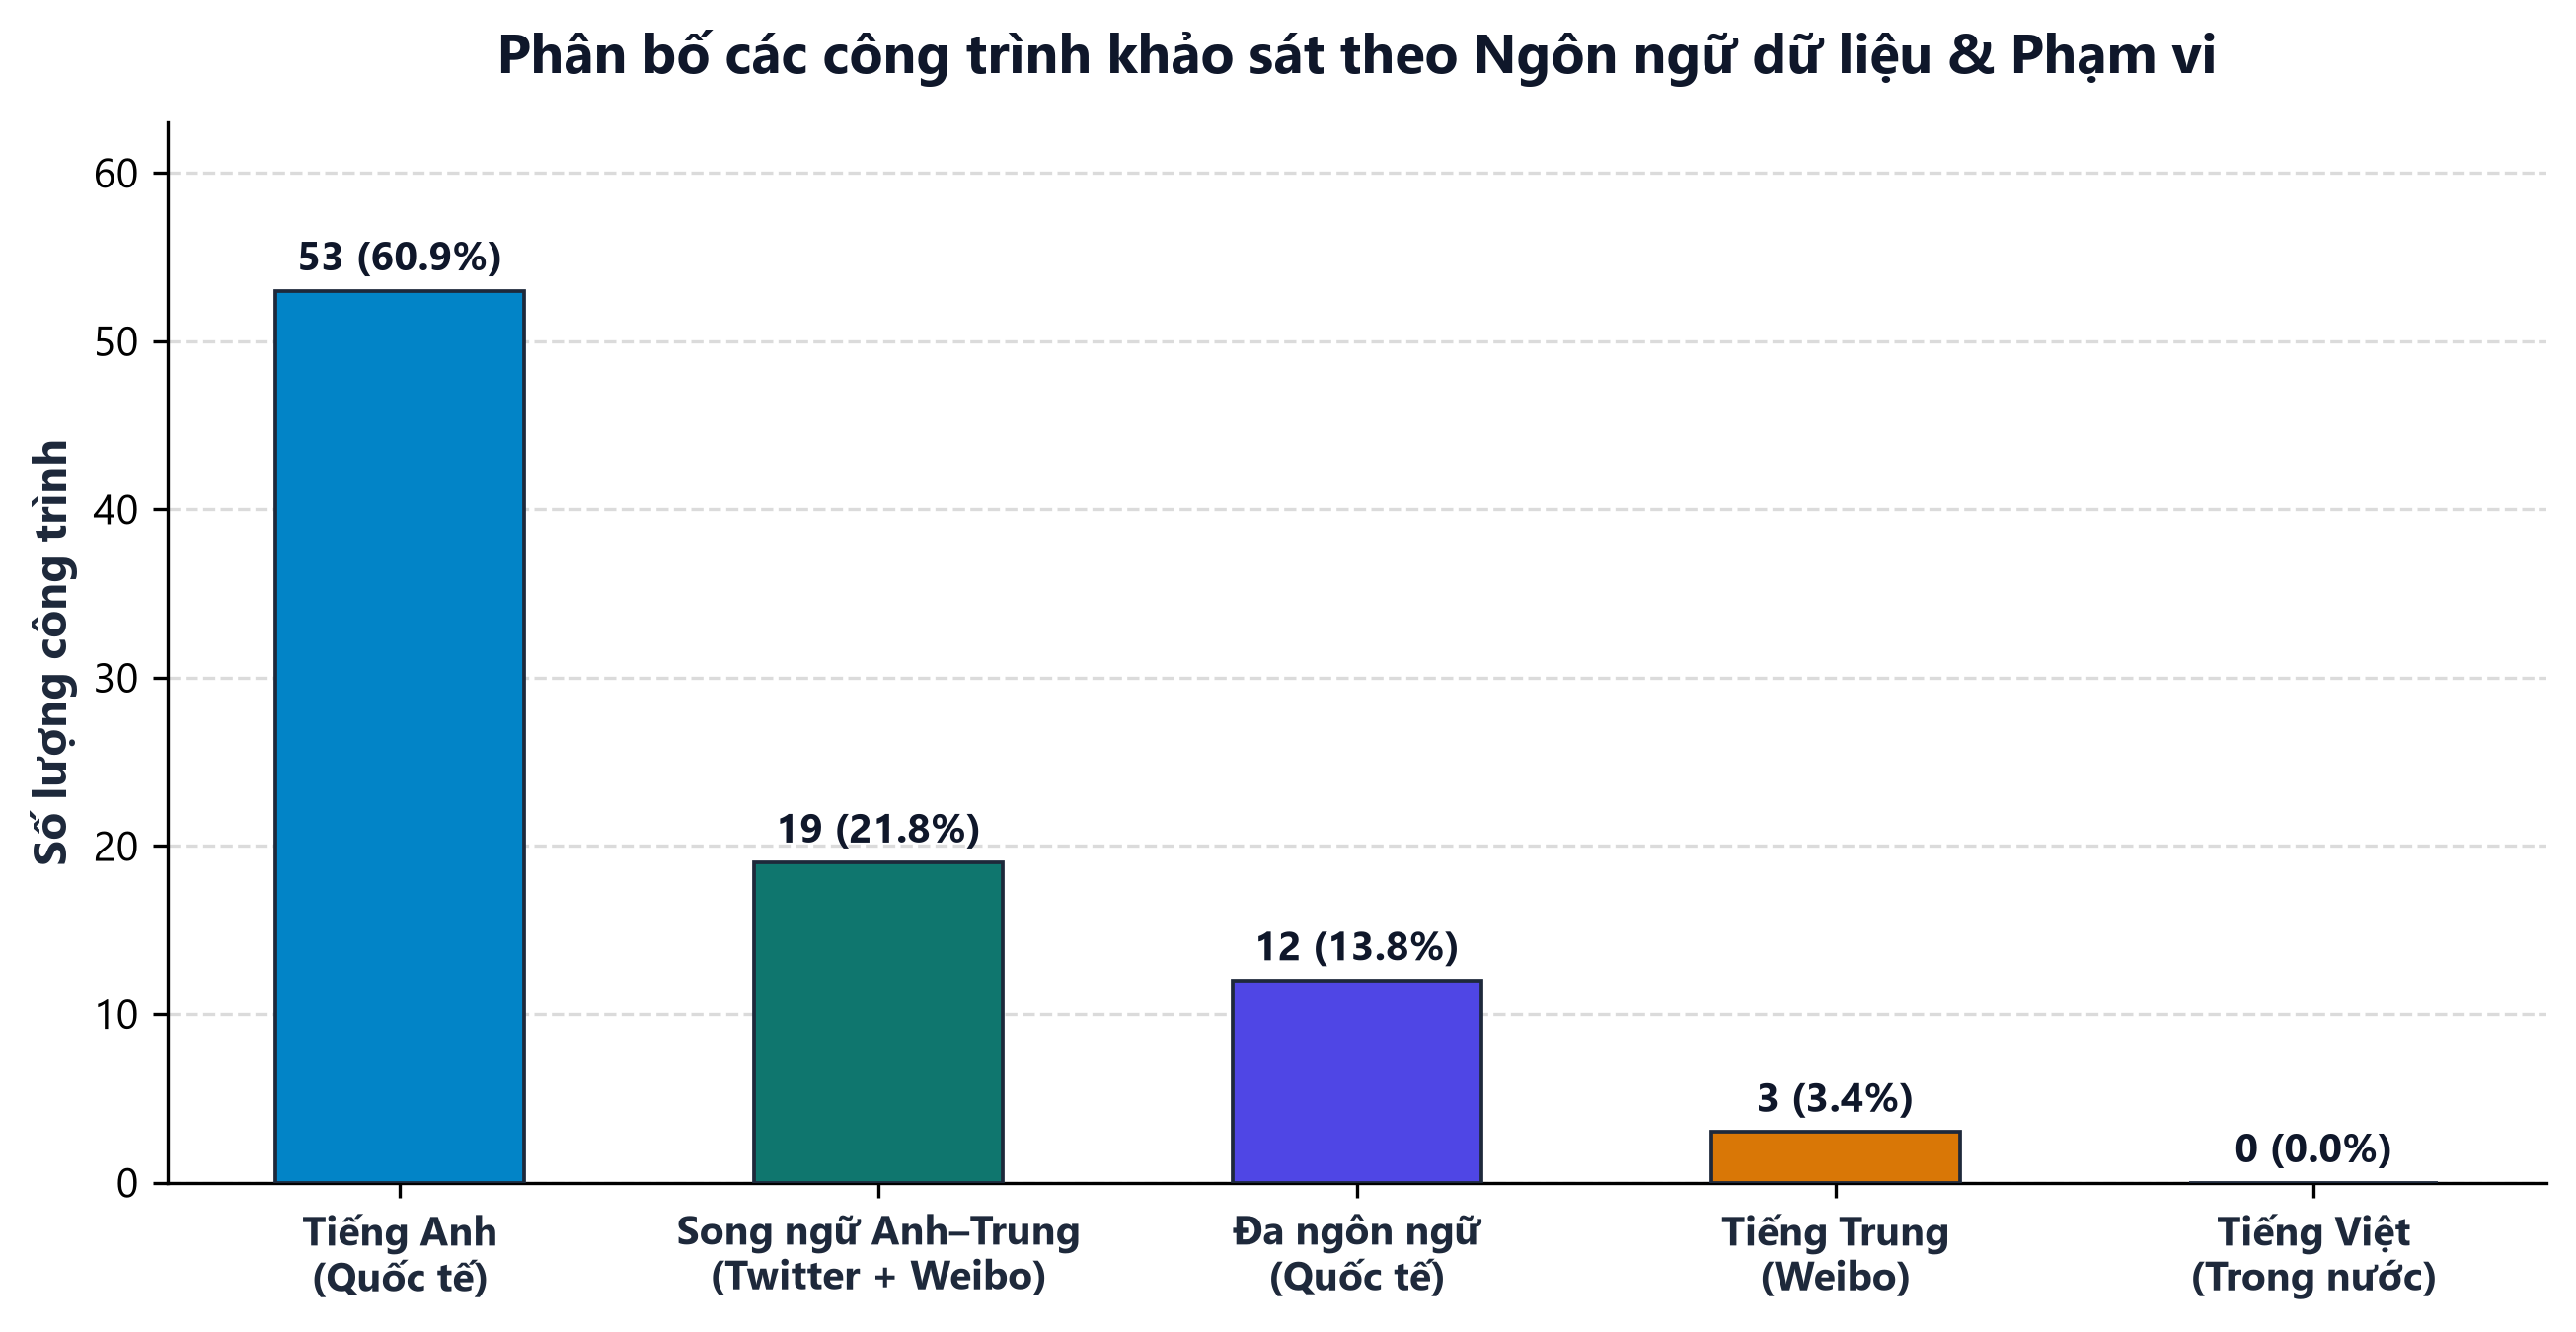 Phân bố các công trình khảo sát theo Ngôn ngữ dữ liệu & Phạm vi
Số lượng công trình
60
50
40
30
20
10
0
53 (60.9%)
19 (21.8%)
12 (13.8%)
3 (3.4%)
0 (0.0%)
Tiếng Anh
(Quốc tế)
Song ngữ Anh–Trung
(Twitter + Weibo)
Đa ngôn ngữ
(Quốc tế)
Tiếng Trung
(Weibo)
Tiếng Việt
(Trong nước)